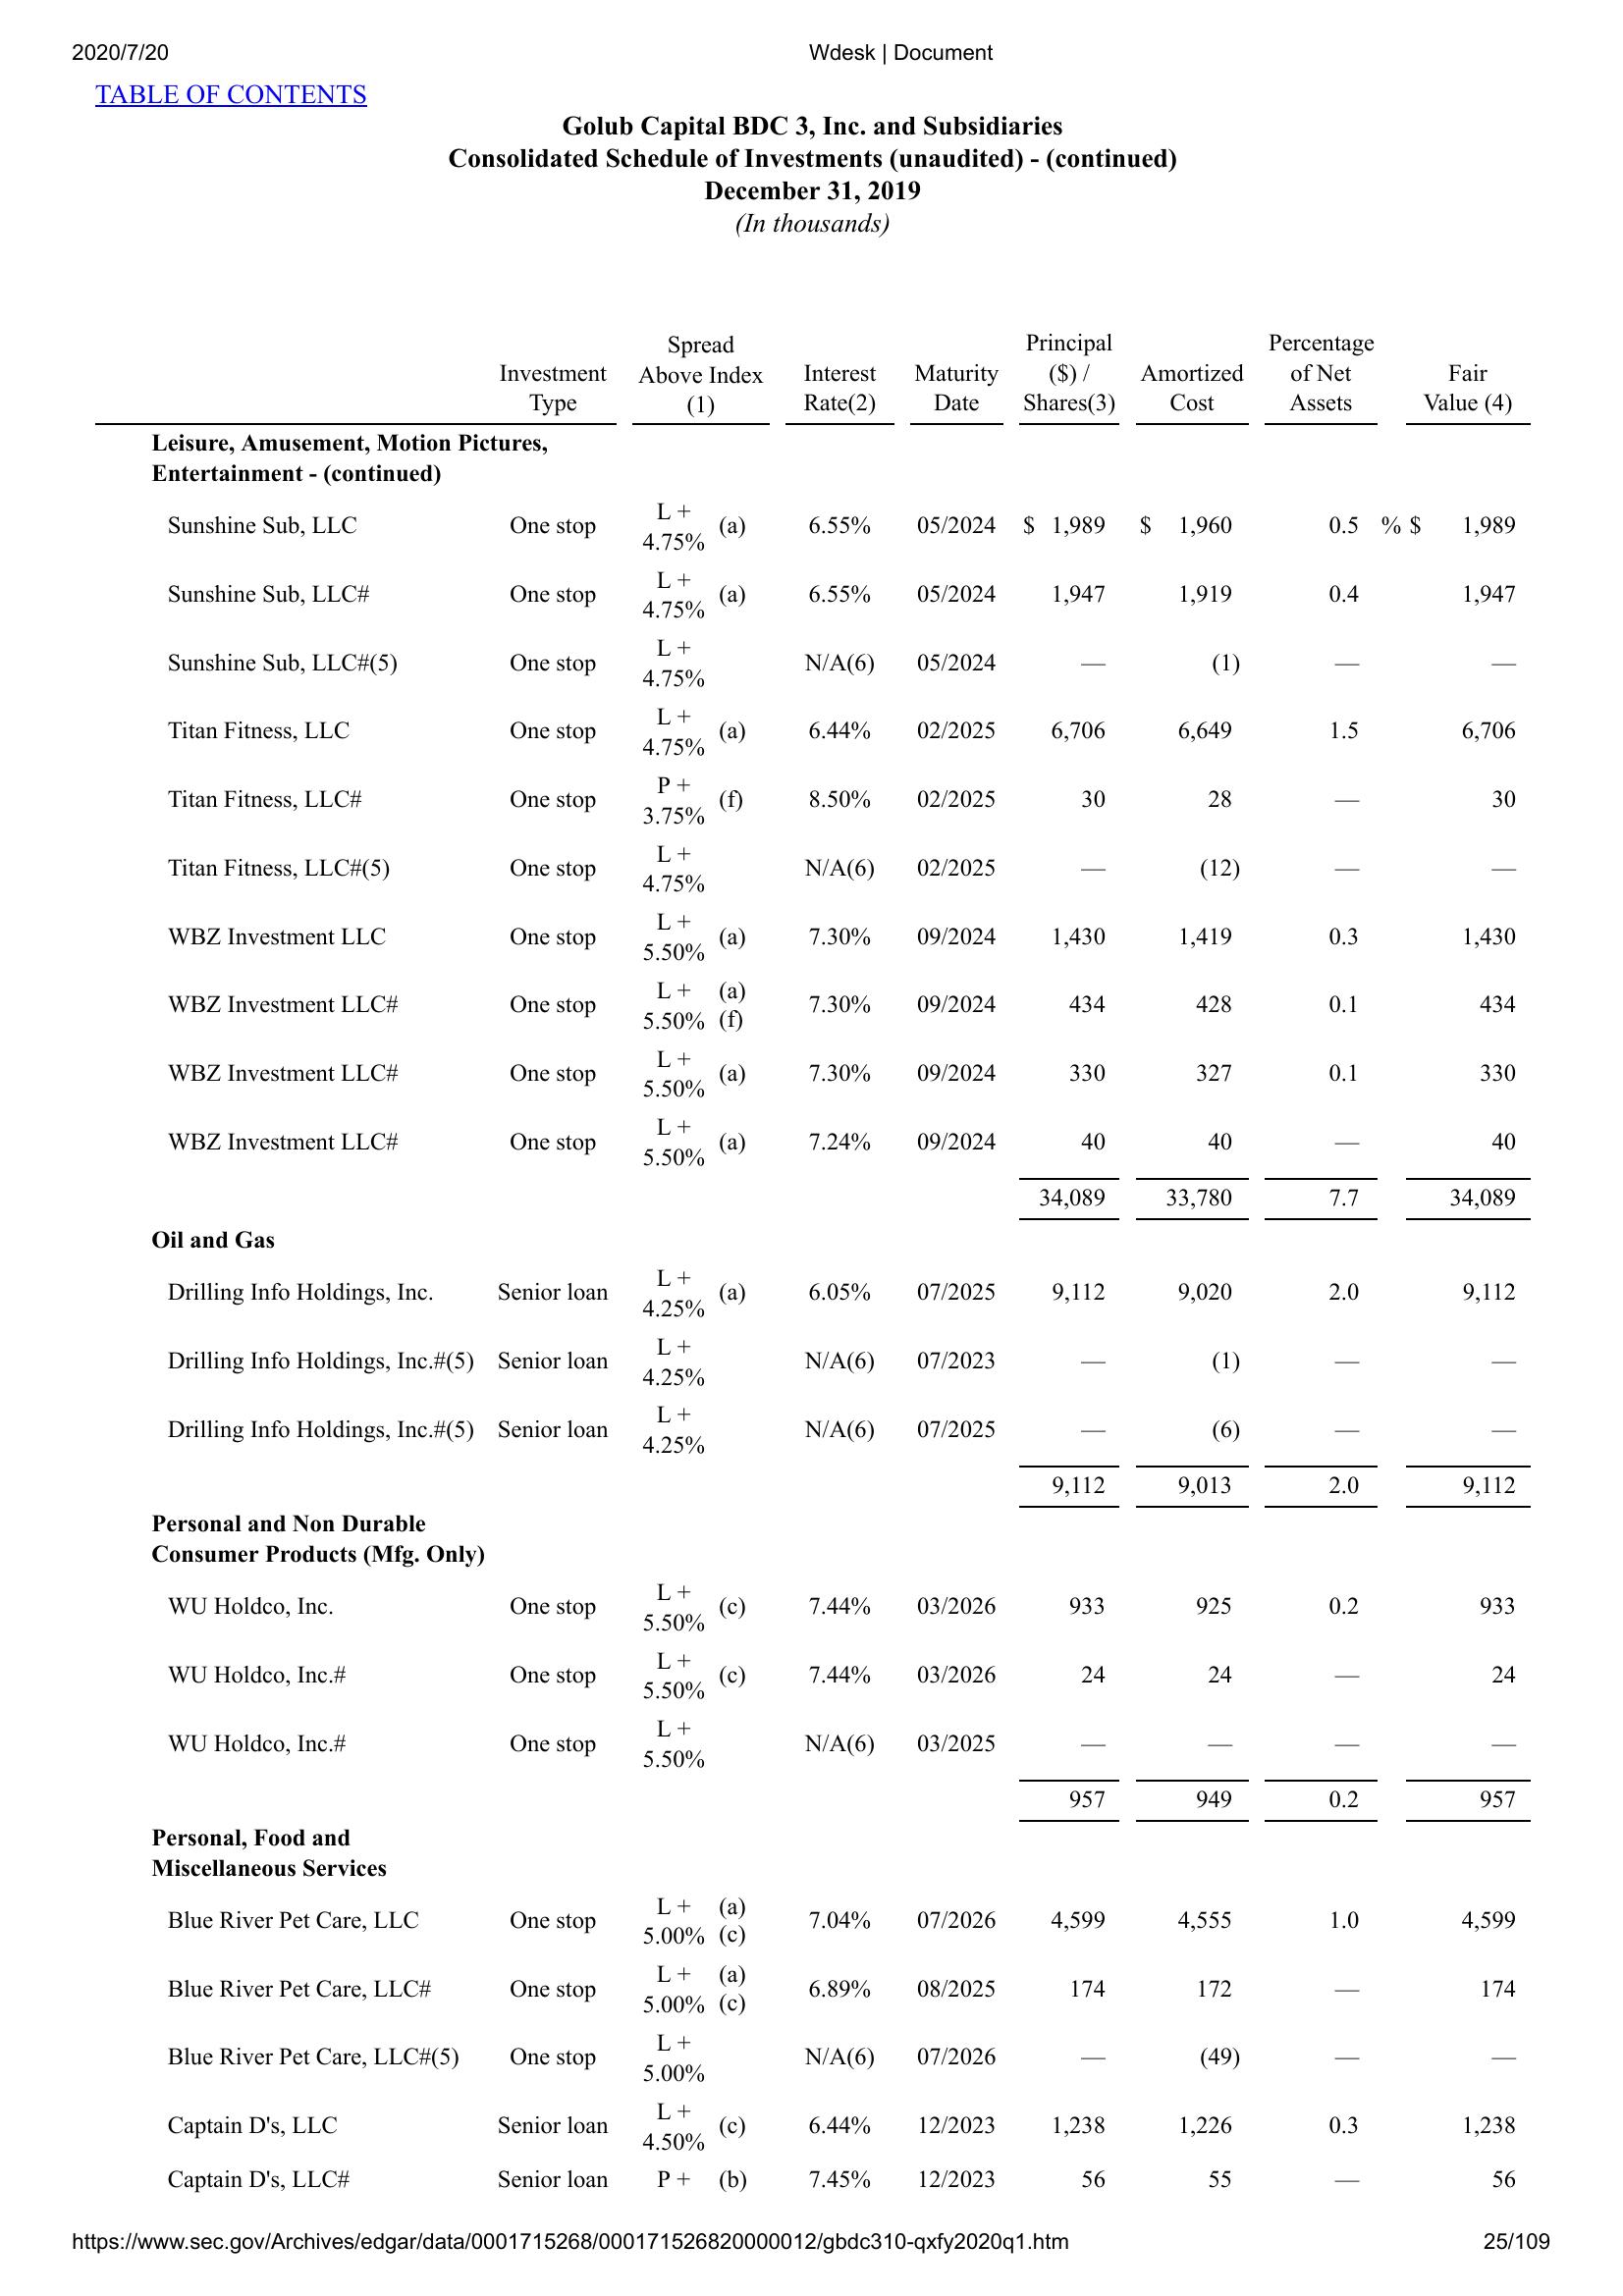 2020/7/20 Wdesk | Document
TABLE OF CONTENTS
Golub Capital BDC 3, Inc. and Subsidiaries
Consolidated Schedule of Investments (unaudited) - (continued)
December 31, 2019
(In thousands)
Investment Type Spread Above Index (1) Interest Rate(2) Maturity Date Principal ($) / Shares(3) Amortized Cost Percentage of Net Assets Fair Value (4)
Leisure, Amusement, Motion Pictures,
Entertainment - (continued)
Sunshine Sub, LLC One stop L + 4.75% (a) 6.55% 05/2024 $ 1,989 $ 1,960 0.5 % $ 1,989
Sunshine Sub, LLC# One stop L + 4.75% (a) 6.55% 05/2024 1,947 1,919 0.4 1,947
Sunshine Sub, LLC#(5) One stop L + 4.75% N/A(6) 05/2024 — (1) — —
Titan Fitness, LLC One stop L + 4.75% (a) 6.44% 02/2025 6,706 6,649 1.5 6,706
Titan Fitness, LLC# One stop P + 3.75% (f) 8.50% 02/2025 30 28 — 30
Titan Fitness, LLC#(5) One stop L + 4.75% N/A(6) 02/2025 — (12) — —
WBZ Investment LLC One stop L + 5.50% (a) 7.30% 09/2024 1,430 1,419 0.3 1,430
WBZ Investment LLC# One stop L + 5.50% (a) (f) 7.30% 09/2024 434 428 0.1 434
WBZ Investment LLC# One stop L + 5.50% (a) 7.30% 09/2024 330 327 0.1 330
WBZ Investment LLC# One stop L + 5.50% (a) 7.24% 09/2024 40 40 — 40
34,089 33,780 7.7 34,089
Oil and Gas
Drilling Info Holdings, Inc. Senior loan L + 4.25% (a) 6.05% 07/2025 9,112 9,020 2.0 9,112
Drilling Info Holdings, Inc.#(5) Senior loan L + 4.25% N/A(6) 07/2023 — (1) — —
Drilling Info Holdings, Inc.#(5) Senior loan L + 4.25% N/A(6) 07/2025 — (6) — —
9,112 9,013 2.0 9,112
Personal and Non Durable
Consumer Products (Mfg. Only)
WU Holdco, Inc. One stop L + 5.50% (c) 7.44% 03/2026 933 925 0.2 933
WU Holdco, Inc.# One stop L + 5.50% (c) 7.44% 03/2026 24 24 — 24
WU Holdco, Inc.# One stop L + 5.50% N/A(6) 03/2025 — — — —
957 949 0.2 957
Personal, Food and
Miscellaneous Services
Blue River Pet Care, LLC One stop L + 5.00% (a) (c) 7.04% 07/2026 4,599 4,555 1.0 4,599
Blue River Pet Care, LLC# One stop L + 5.00% (a) (c) 6.89% 08/2025 174 172 — 174
Blue River Pet Care, LLC#(5) One stop L + 5.00% N/A(6) 07/2026 — (49) — —
Captain D's, LLC Senior loan L + 4.50% (c) 6.44% 12/2023 1,238 1,226 0.3 1,238
Captain D's, LLC# Senior loan P + (b) 7.45% 12/2023 56 55 — 56
https://www.sec.gov/Archives/edgar/data/0001715268/000171526820000012/gbdc310-qxfy2020q1.htm 25/109